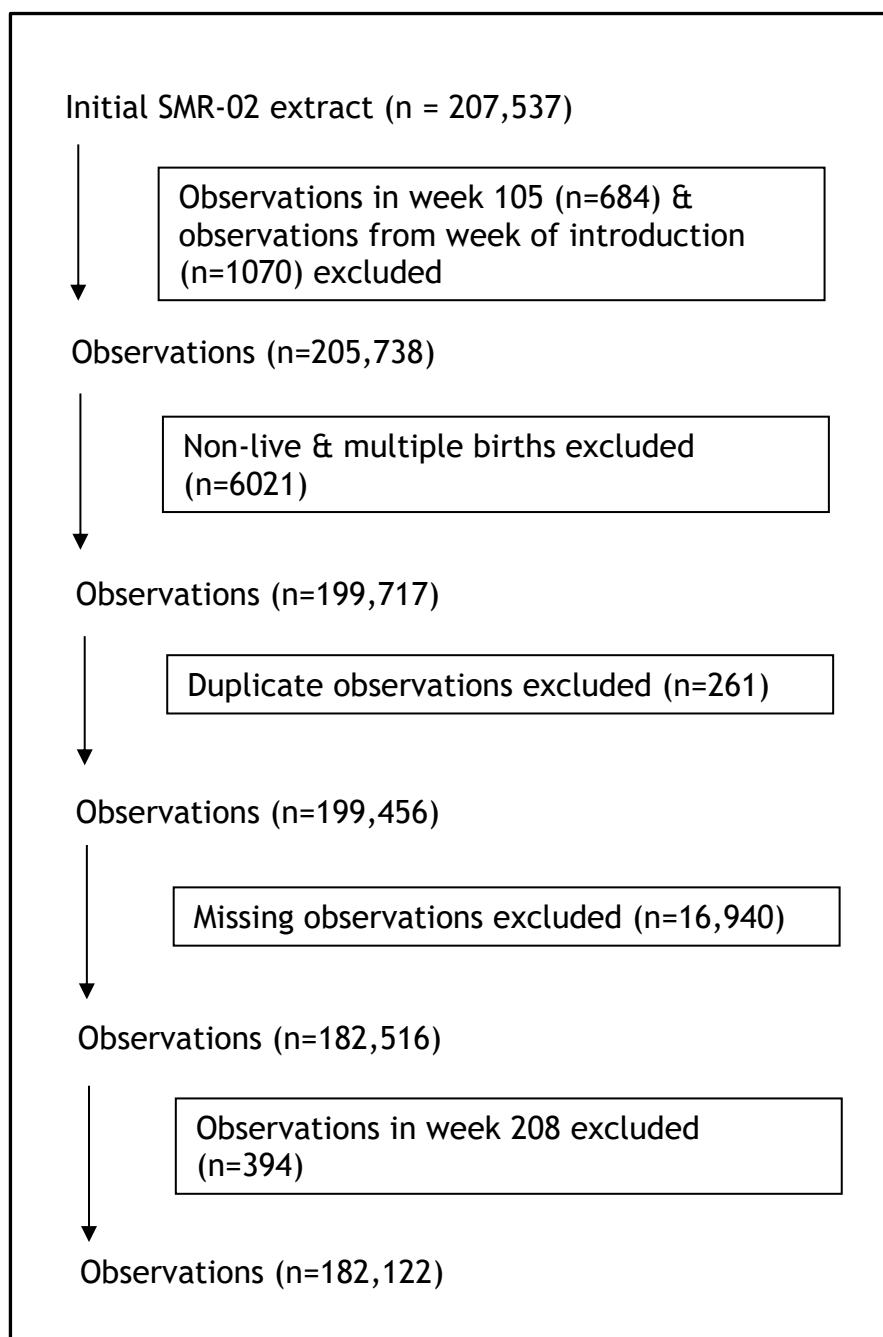 Initial SMR-02 extract (n = 207,537)
Observations in week 105 (n=684) &
observations from week of introduction
(n=1070) excluded
Observations (n=205,738)
Non-live & multiple births excluded
(n=6021)
Observations (n=199,717)
Duplicate observations excluded (n=261)
Observations (n=199,456)
Missing observations excluded (n=16,940)
Observations (n=182,516)
Observations in week 208 excluded
(n=394)
Observations (n=182,122)